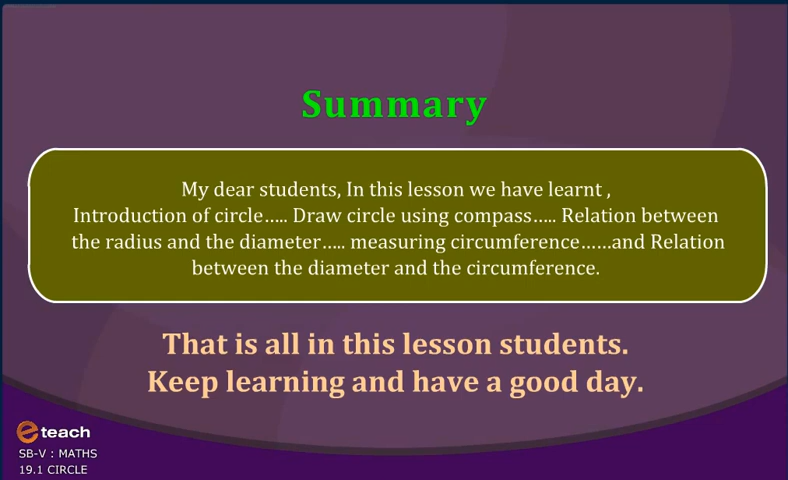 Summary
My dear students, In this lesson we have learnt ,
Introduction of circle..... Draw circle using compass..... Relation between
the radius and the diameter..... measuring circumference......and Relation
between the diameter and the circumference.
That is all in this lesson students.
Keep learning and have a good day.
e teach
SB-V : MATHS
19.1 CIRCLE